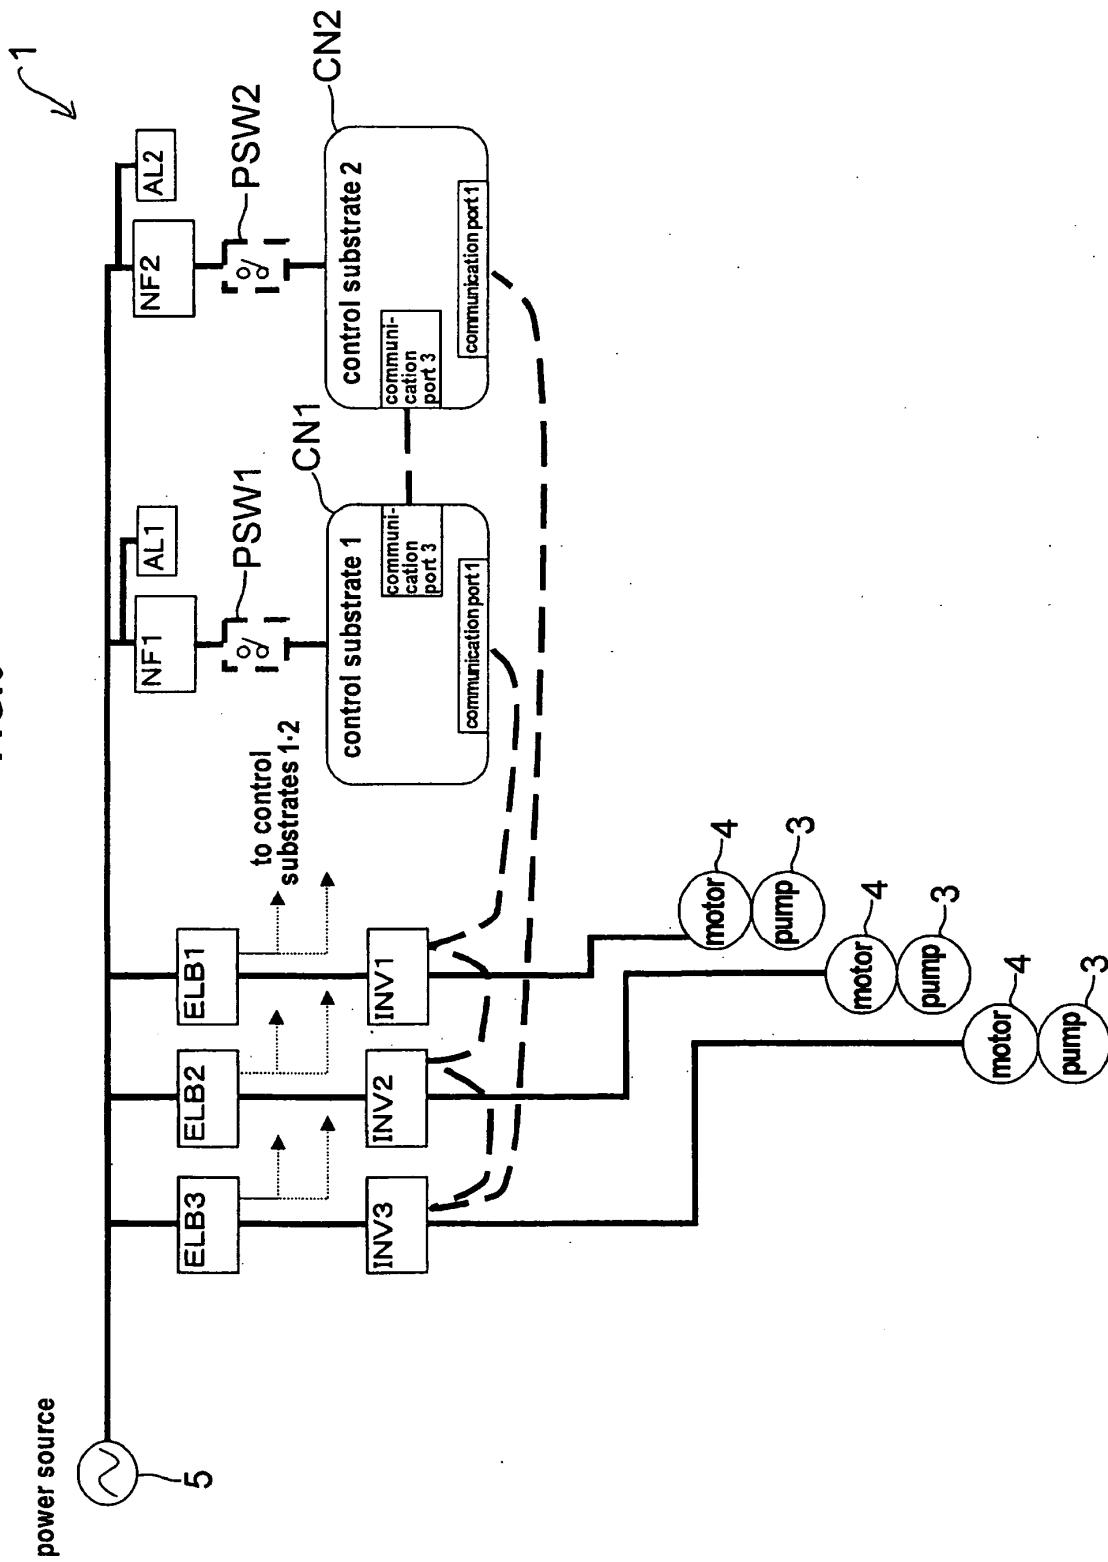 power source
5
1
AL1
AL2
NF1
NF2
ELB3
ELB2
ELB1
to control
substrates 1·2
PSW1
PSW2
INV3
INV2
INV1
CN1
CN2
control substrate 1
communi-
cation
port 3
communication port 1
control substrate 2
communi-
cation
port 3
communication port 1
motor
4
pump
3
motor
4
pump
3
motor
4
pump
3